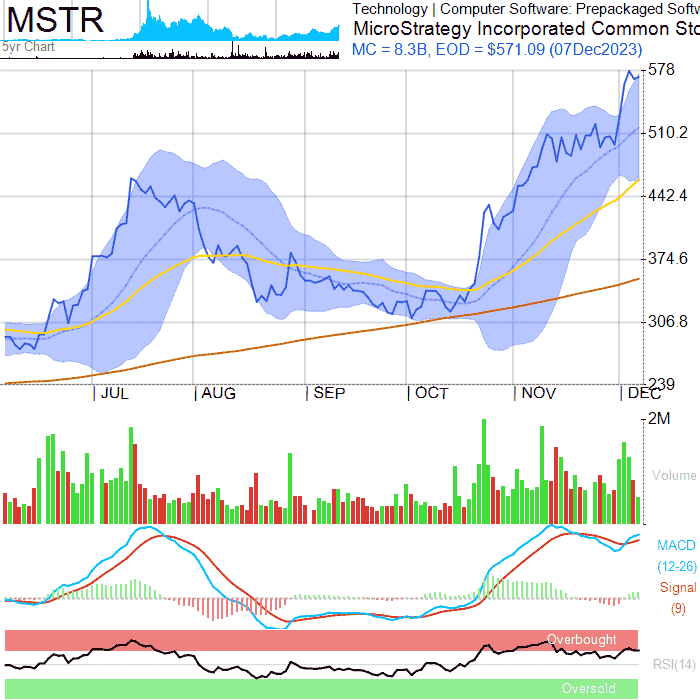 MSTR
5yr Chart
Technology | Computer Software: Prepackaged Softw
MicroStrategy Incorporated Common Sto
MC = 8.3B, EOD = $571.09 (07Dec2023)
578
510.2
442.4
374.6
306.8
239
JUL AUG SEP OCT NOV DEC
2M
Volume
MACD
(12-26)
Signal
(9)
Overbought
RSI(14)
Oversold